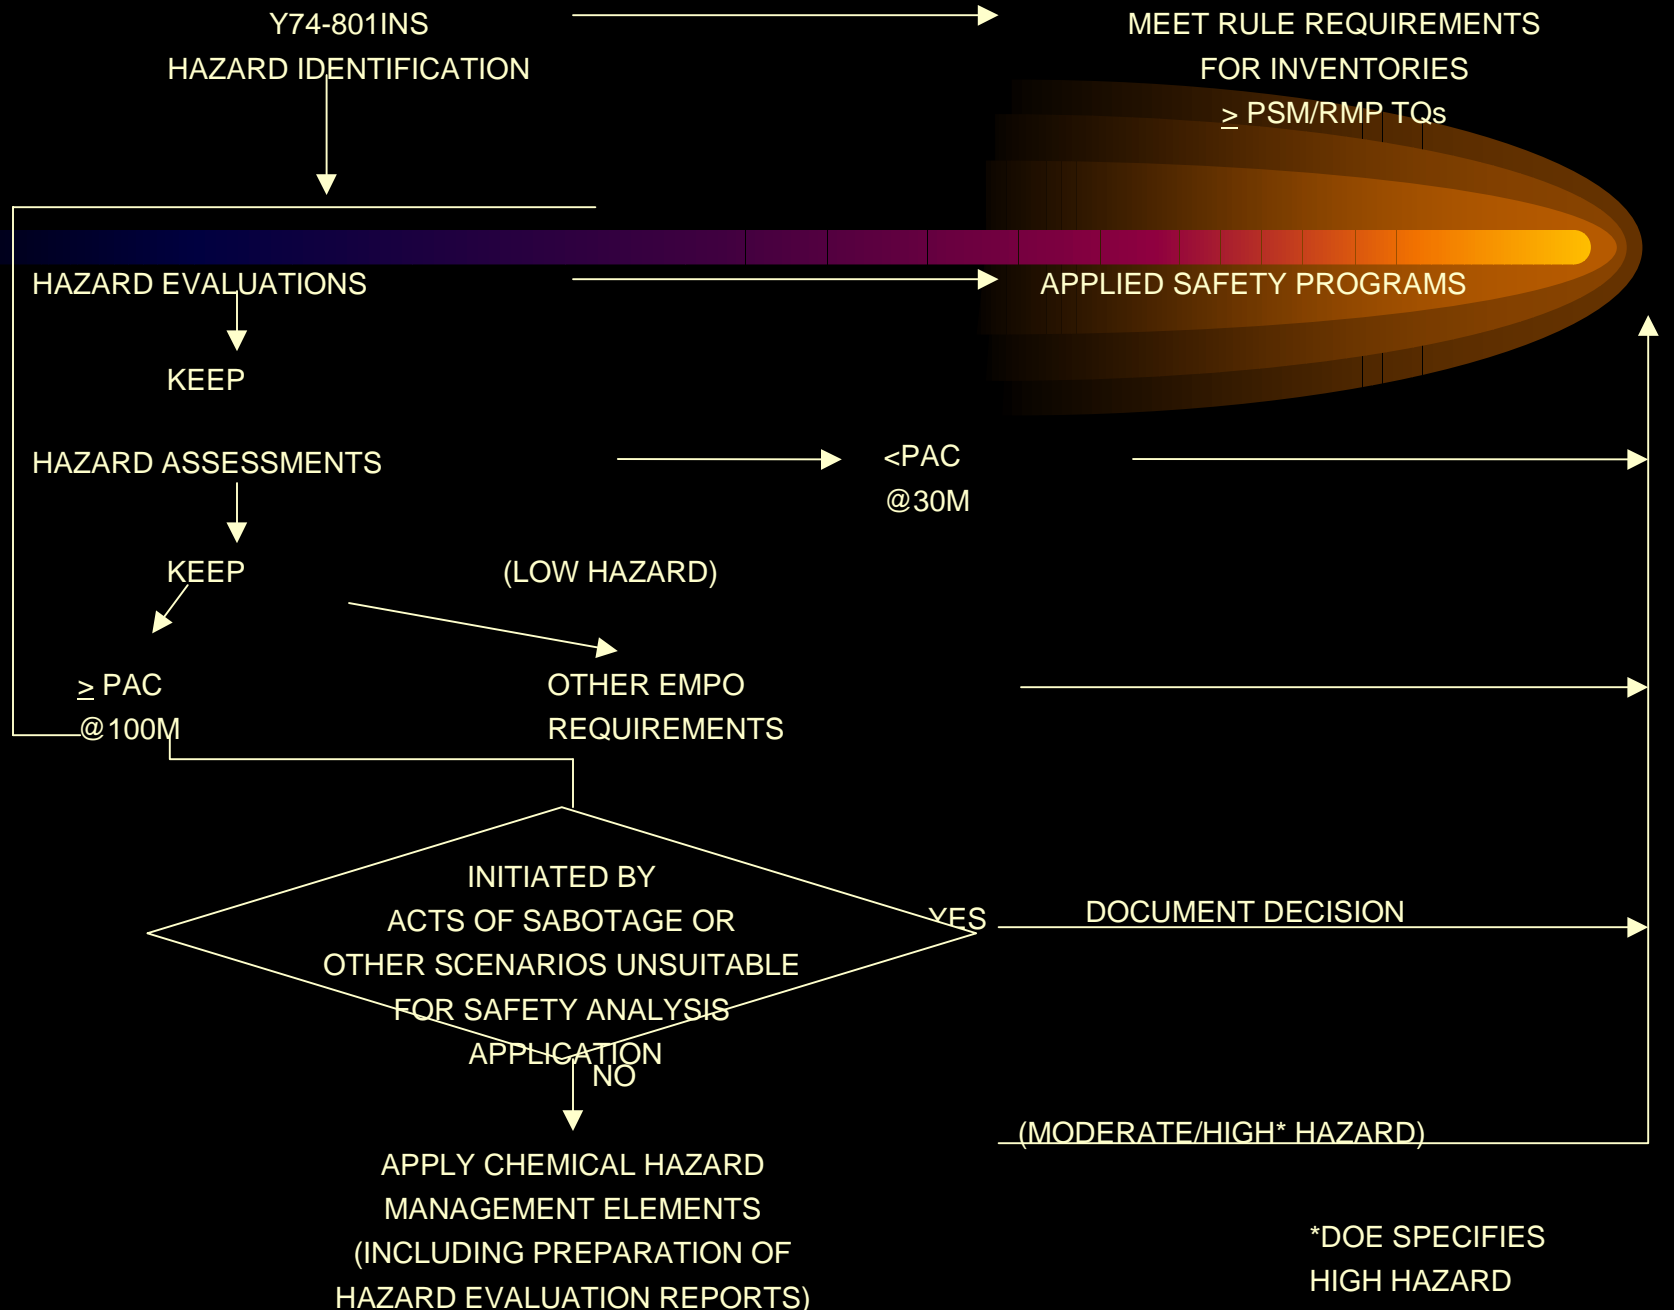 Y74-801INS
HAZARD IDENTIFICATION
MEET RULE REQUIREMENTS
FOR INVENTORIES
≥ PSM/RMP TQs
HAZARD EVALUATIONS
APPLIED SAFETY PROGRAMS
KEEP
HAZARD ASSESSMENTS
<PAC
@30M
KEEP
(LOW HAZARD)
≥ PAC
@100M
OTHER EMPO
REQUIREMENTS
INITIATED BY
ACTS OF SABOTAGE OR
OTHER SCENARIOS UNSUITABLE
FOR SAFETY ANALYSIS
APPLICATION
YES
DOCUMENT DECISION
NO
(MODERATE/HIGH* HAZARD)
APPLY CHEMICAL HAZARD
MANAGEMENT ELEMENTS
(INCLUDING PREPARATION OF
HAZARD EVALUATION REPORTS)
*DOE SPECIFIES
HIGH HAZARD